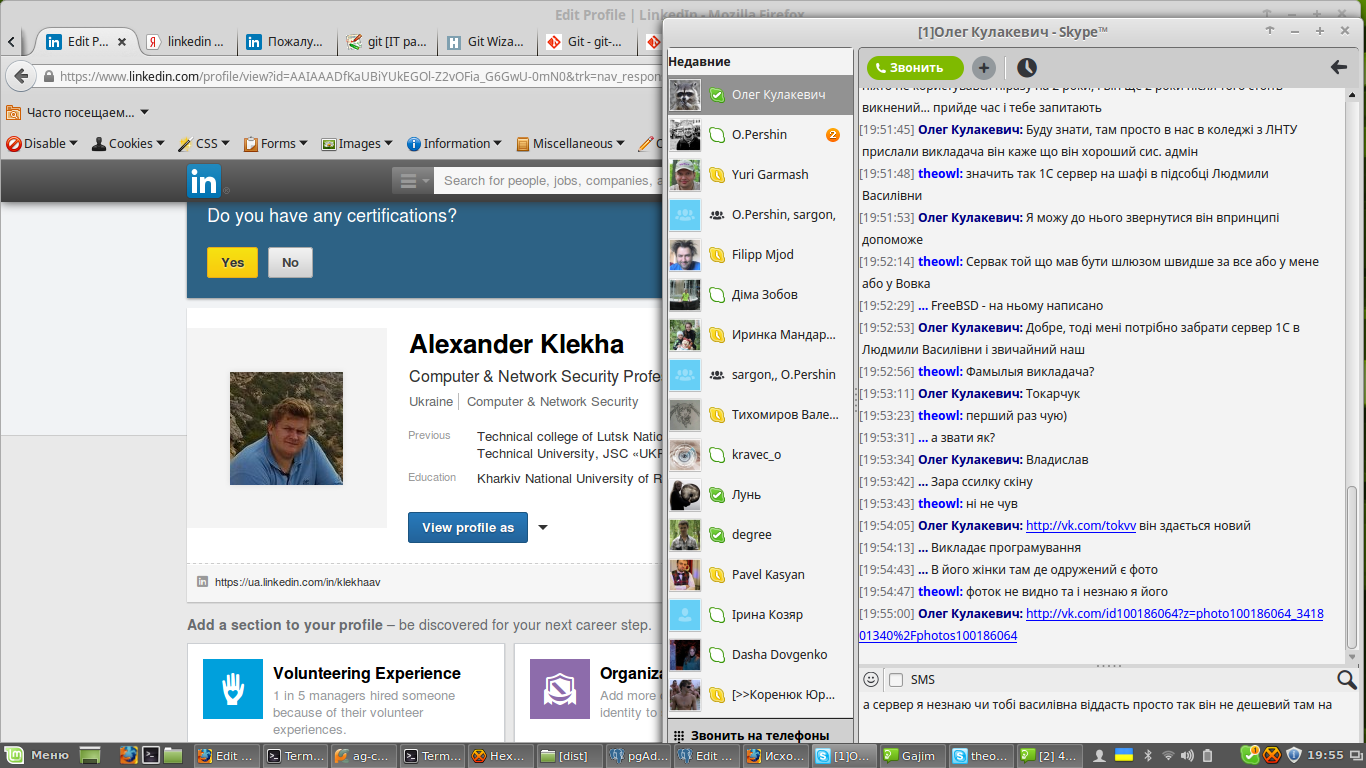 Edit Profile | LinkedIn - Mozilla Firefox
Edit P...
linkedin ...
Пожалу...
git [IT pa...
Git Wiza...
Git - git-...
https://www.linkedin.com/profile/view?id=AAIAAADfKaUBiYUkEGOl-Z2vOFia_G6GwU-0mN0&trk=nav_respon
Часто посещаем...
Disable
Cookies
CSS
Forms
Images
Information
Miscellaneous
in
Search for people, jobs, companies, a
Do you have any certifications?
Yes
No
Alexander Klekha
Computer & Network Security Profe
Ukraine
Computer & Network Security
Previous
Technical college of Lutsk Natio
Technical University, JSC «UKR
Education
Kharkiv National University of R
View profile as
https://ua.linkedin.com/in/klekhaav
Add a section to your profile – be discovered for your next career step.
Volunteering Experience
1 in 5 managers hired someone
because of their volunteer
experiences.
Organiza
Add more c
identity to
[1]Олег Кулакевич - Skype™
Недавние
Олег Кулакевич
O.Pershin
2
Yuri Garmash
O.Pershin, sargon,
Filipp Mjod
Діма Зобов
Иринка Мандар...
sargon,, O.Pershin
Тихомиров Вале...
kravec_o
Лунь
degree
Pavel Kasyan
Ірина Козяр
Dasha Dovgenko
[>>Коренюк Юр...
Звонить на телефоны
Звонить
викнений... прийде час і тебе запитають
[19:51:45] Олег Кулакевич: Буду знати, там просто в нас в коледжі з ЛНТУ
прислали викладача він каже що він хороший сис. адмін
[19:51:48] theowl: значить так 1С сервер на шафі в підсобці Людмили
Василівни
[19:51:53] Олег Кулакевич: Я можу до нього звернутися він впринципі
допоможе
[19:52:14] theowl: Сервак той що мав бути шлюзом швидше за все або у мене
або у Вовка
[19:52:29] ... FreeBSD - на ньому написано
[19:52:53] Олег Кулакевич: Добре, тоді мені потрібно забрати сервер 1С в
Людмили Василівни і звичайний наш
[19:52:56] theowl: Фамылыя викладача?
[19:53:11] Олег Кулакевич: Токарчук
[19:53:23] theowl: перший раз чую)
[19:53:31] ... а звати як?
[19:53:34] Олег Кулакевич: Владислав
[19:53:42] ... Зара ссилку скіну
[19:53:43] theowl: ні не чув
[19:54:05] Олег Кулакевич: http://vk.com/tokvv він здається новий
[19:54:13] ... Викладає програмування
[19:54:43] ... В його жінки там де одружений є фото
[19:54:47] theowl: фоток не видно та і незнаю я його
[19:55:00] Олег Кулакевич: http://vk.com/id100186064?z=photo100186064_3418
01340%2Fphotos100186064
SMS
а сервер я незнаю чи тобі василівна віддасть просто так він не дешевий там на
Меню
Edit ...
Term...
ag-c...
Term...
Hex...
[dist]
pgAd...
Edit ...
Исхо...
[1]О...
Gajim
theo...
[2] 4...
19:55